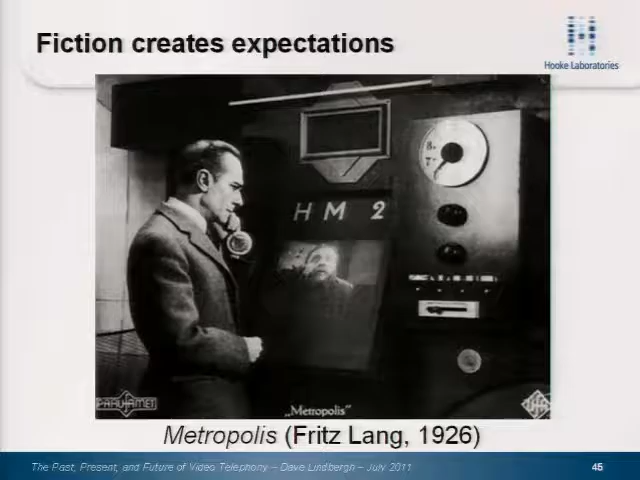 Fiction creates expectations
Hooke Laboratories
HM 2
PARUFAMET
„Metropolis"
UFA
Metropolis (Fritz Lang, 1926)
The Past, Present, and Future of Video Telephony – Dave Lindbergh – July 2011
45